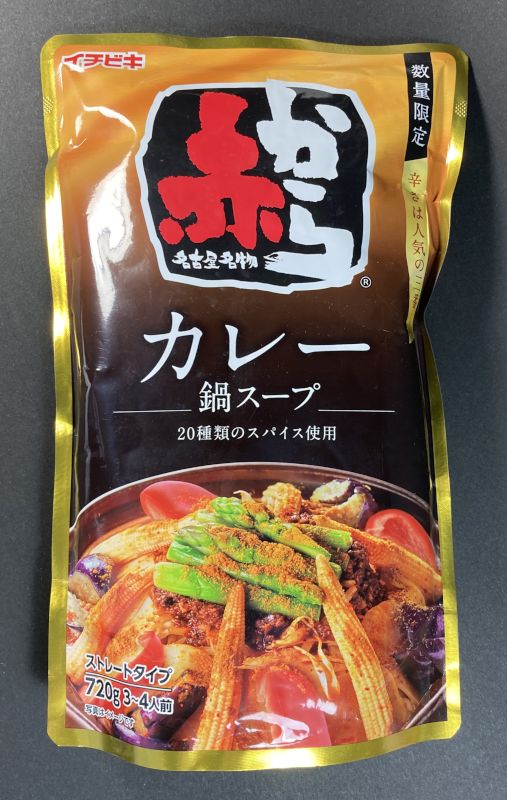 イチビキ
数量限定
辛さは人気の三番
赤から
名古屋名物
®
カレー
鍋スープ
20種類のスパイス使用
ストレートタイプ
720g 3~4人前
写真はイメージです